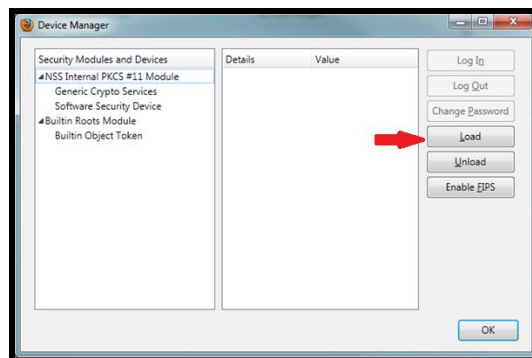 Device Manager
Security Modules and Devices
NSS Internal PKCS #11 Module
Generic Crypto Services
Software Security Device
Builtin Roots Module
Builtin Object Token
Details Value
Log In
Log Out
Change Password
Load
Unload
Enable FIPS
OK